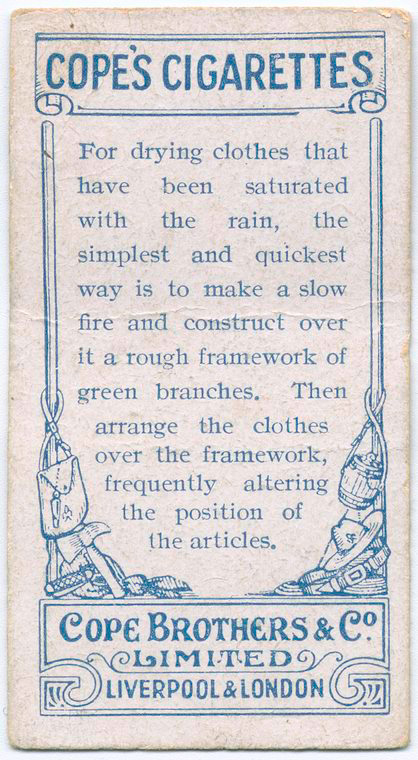 COPE'S CIGARETTES
For drying clothes that
have been saturated
with the rain, the
simplest and quickest
way is to make a slow
fire and construct over
it a rough framework of
green branches. Then
arrange the clothes
over the framework,
frequently altering
the position of
the articles.
COPE BROTHERS & Cº
LIMITED
LIVERPOOL & LONDON